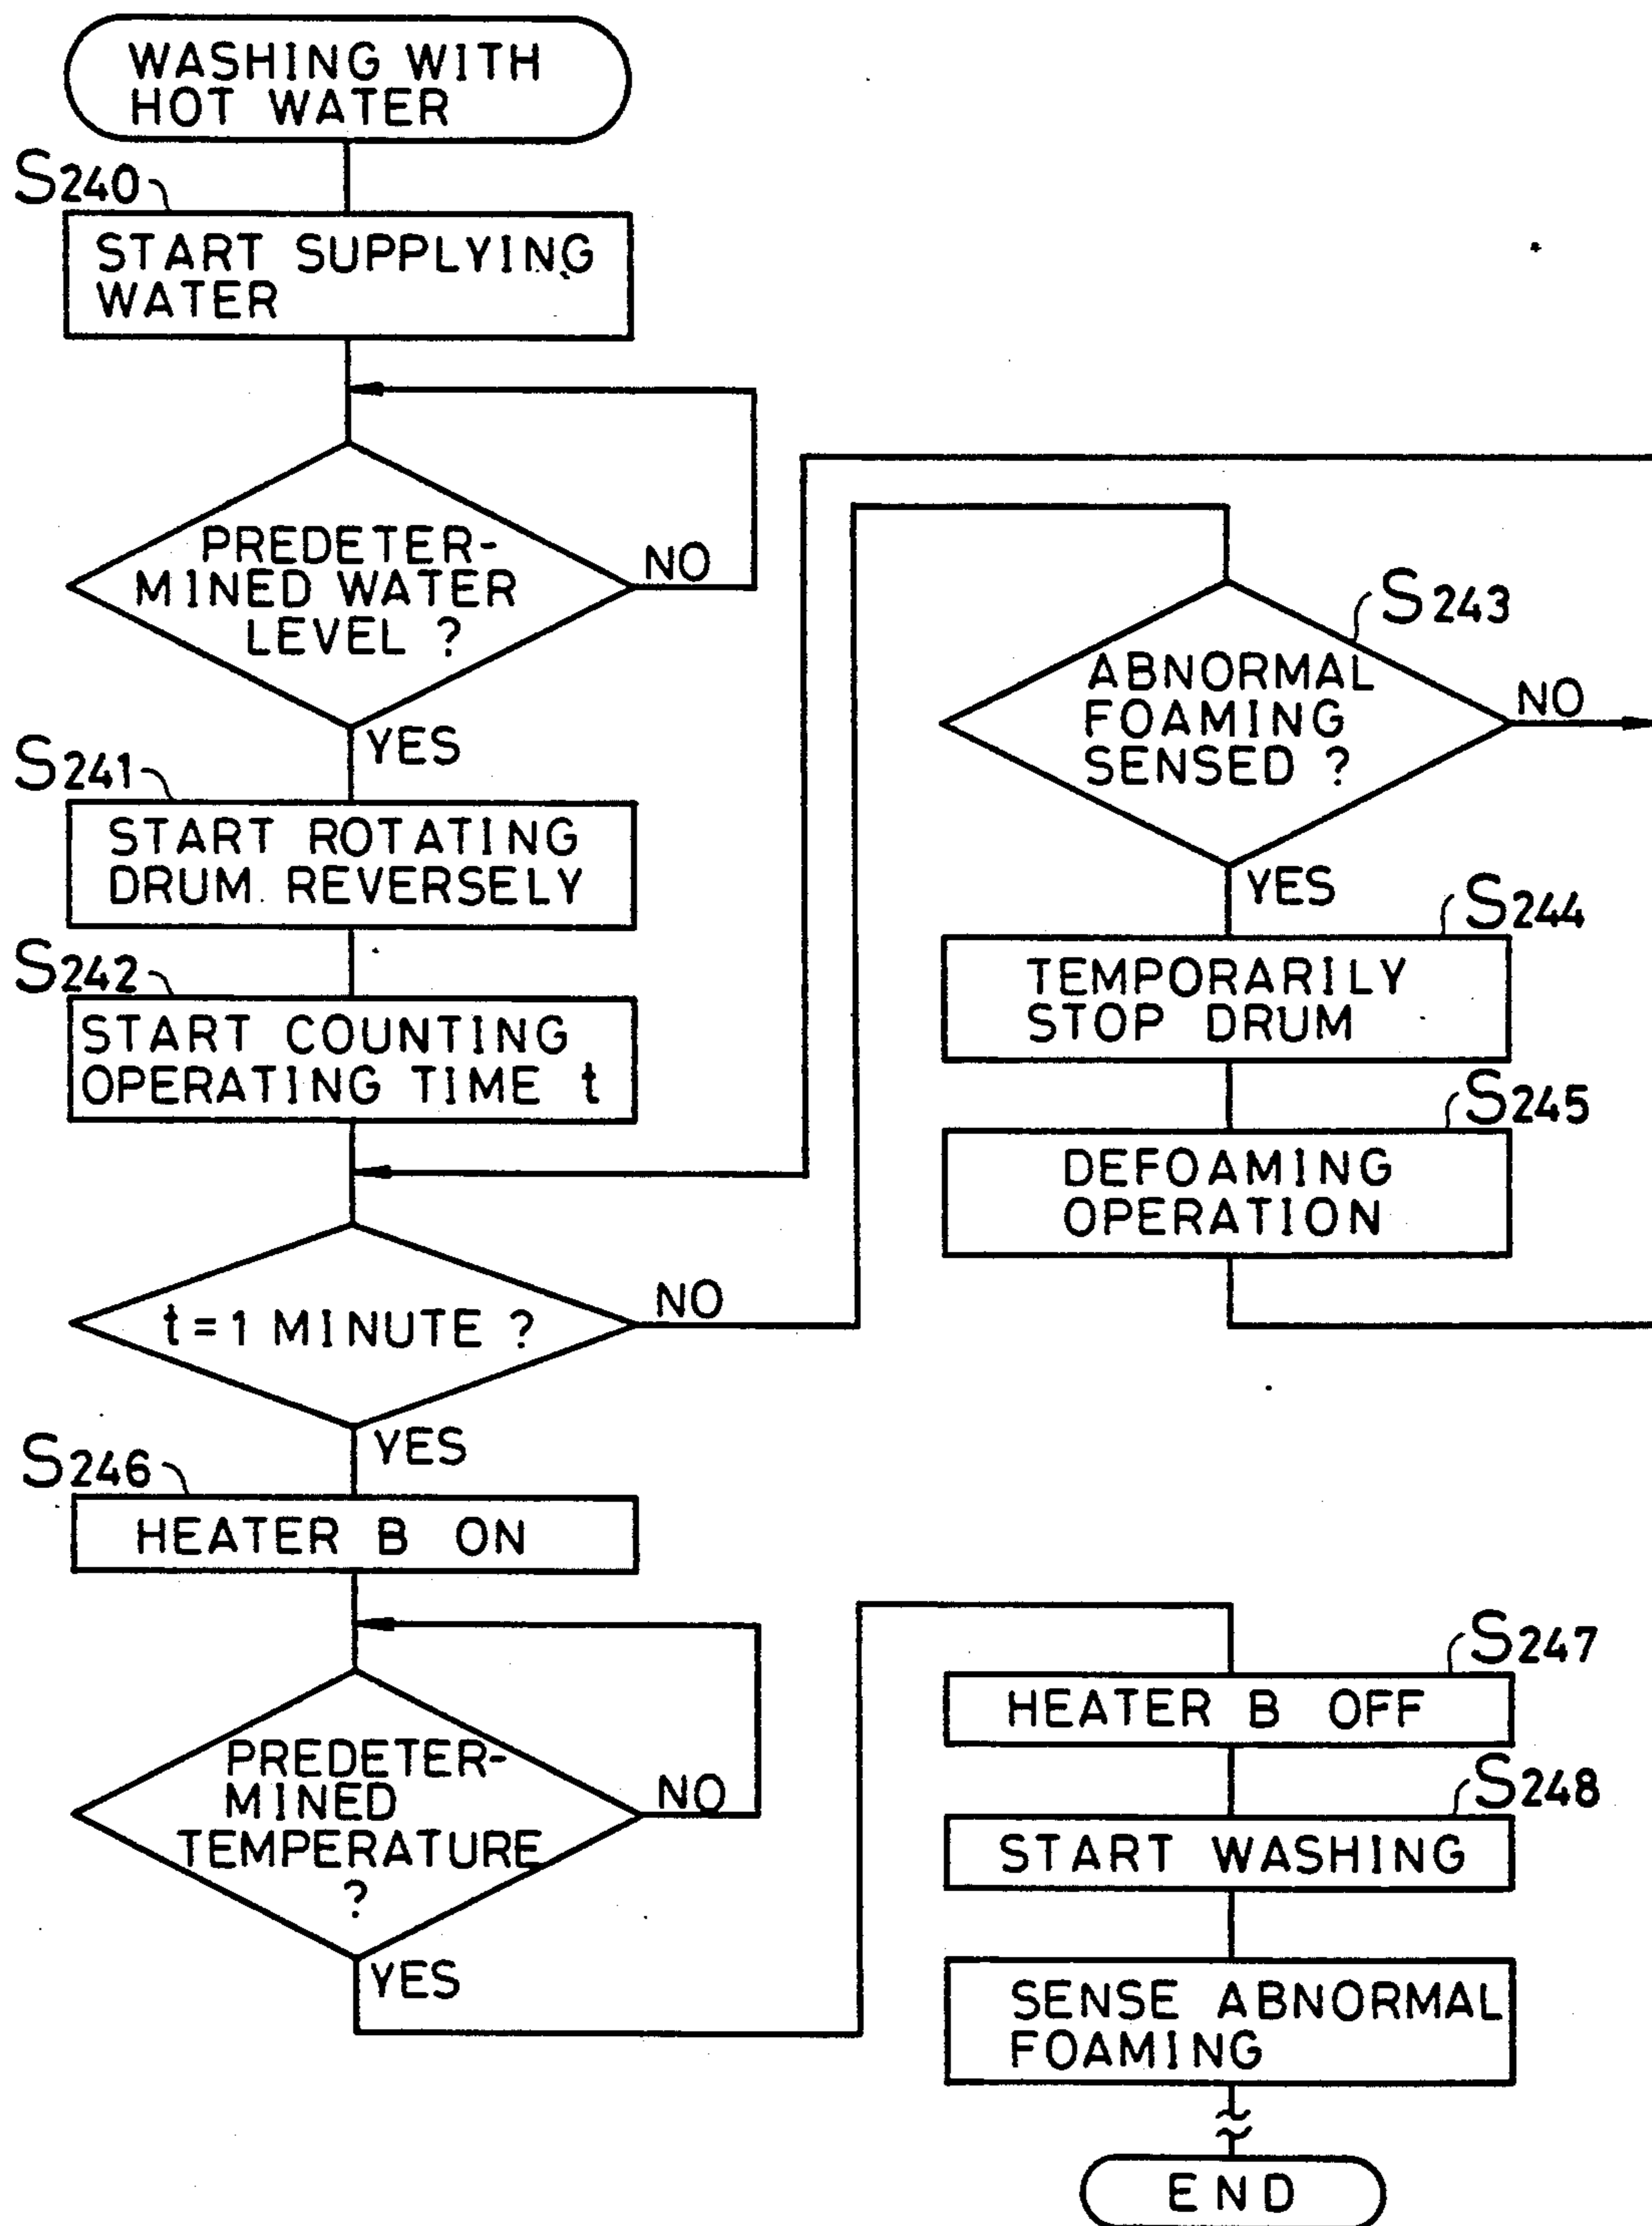 WASHING WITH
HOT WATER
S240
START SUPPLYING
WATER
PREDETER-
MINED WATER
LEVEL ?
NO
YES
S241
START ROTATING
DRUM REVERSELY
S242
START COUNTING
OPERATING TIME t
t=1 MINUTE ?
NO
YES
S243
ABNORMAL
FOAMING
SENSED ?
NO
YES
S244
TEMPORARILY
STOP DRUM
S245
DEFOAMING
OPERATION
S246
HEATER B ON
PREDETER-
MINED
TEMPERATURE
?
NO
YES
S247
HEATER B OFF
S248
START WASHING
SENSE ABNORMAL
FOAMING
END